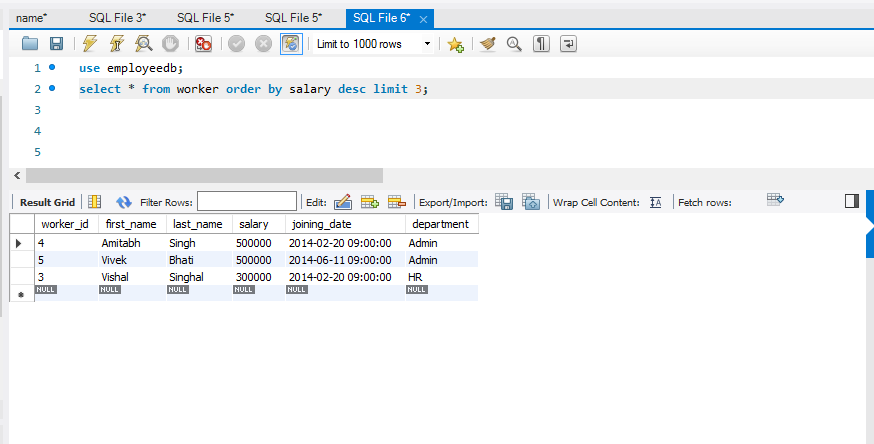 name* SQL File 3* SQL File 5* SQL File 5* SQL File 6*
Limit to 1000 rows
1 use employeedb;
2 select * from worker order by salary desc limit 3;
3
4
5
Result Grid Filter Rows: Edit: Export/Import: Wrap Cell Content: Fetch rows:
worker_id first_name last_name salary joining_date department
4 Amitabh Singh 500000 2014-02-20 09:00:00 Admin
5 Vivek Bhati 500000 2014-06-11 09:00:00 Admin
3 Vishal Singhal 300000 2014-02-20 09:00:00 HR
NULL NULL NULL NULL NULL NULL